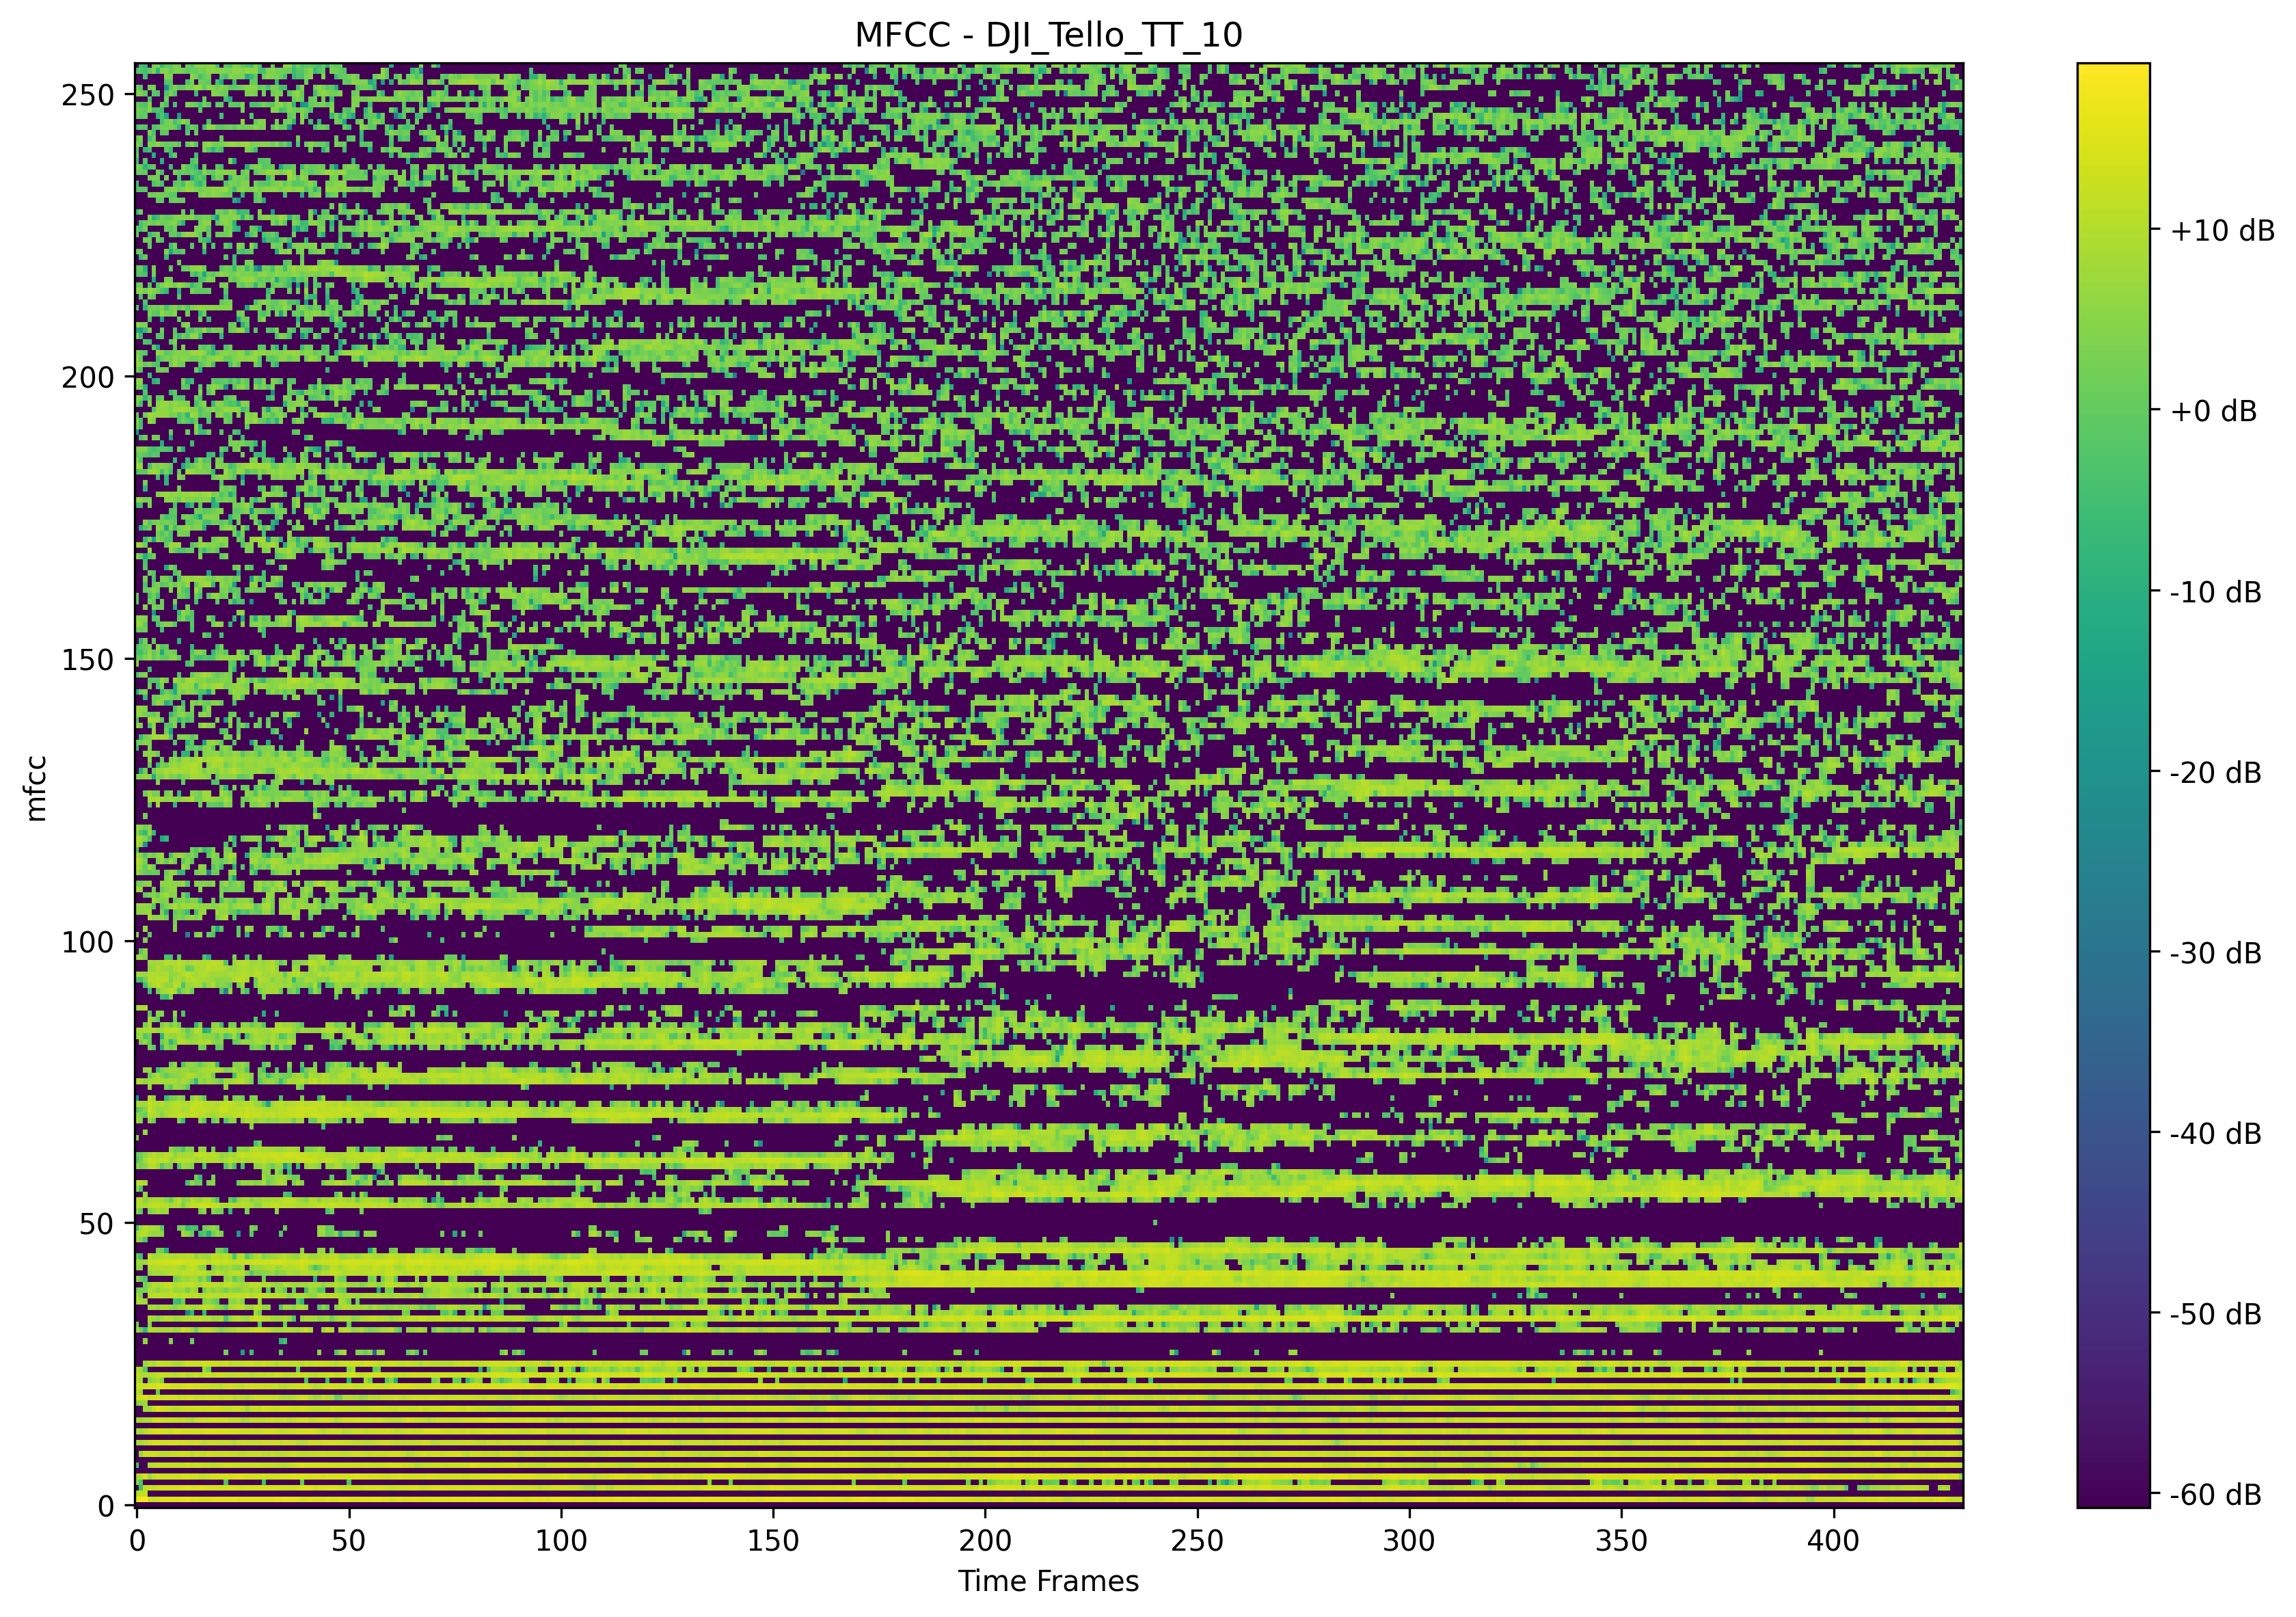 MFCC - DJI_Tello_TT_10
250
200
150
100
50
0
mfcc
0 50 100 150 200 250 300 350 400
Time Frames
+10 dB
+0 dB
-10 dB
-20 dB
-30 dB
-40 dB
-50 dB
-60 dB